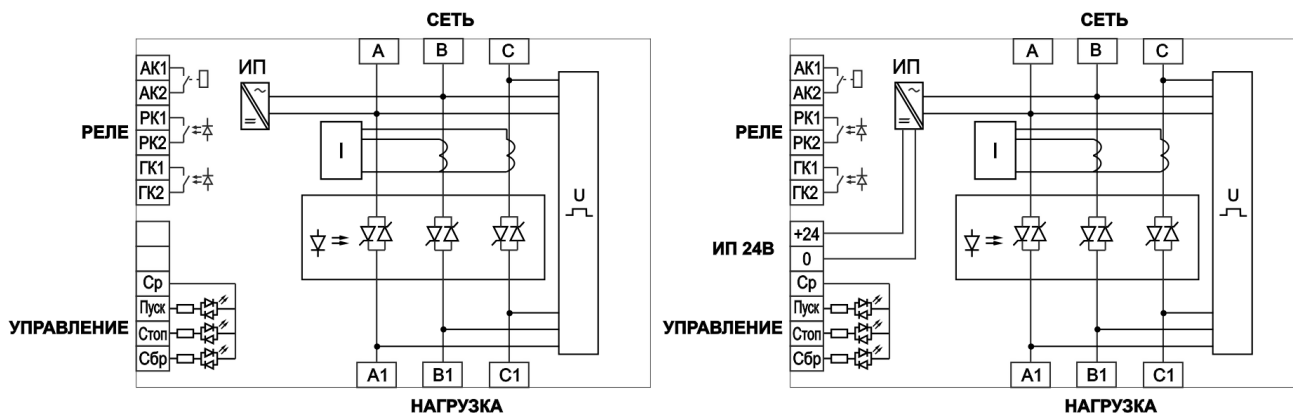 СЕТЬ
A B C
АК1
АК2
РЕЛЕ
РК1
РК2
ГК1
ГК2
ИП
I
U
Ср
Пуск
УПРАВЛЕНИЕ
Стоп
Сбр
A1 B1 C1
НАГРУЗКА
СЕТЬ
A B C
АК1
АК2
РЕЛЕ
РК1
РК2
ГК1
ГК2
ИП
I
U
+24
ИП 24В
0
Ср
Пуск
УПРАВЛЕНИЕ
Стоп
Сбр
A1 B1 C1
НАГРУЗКА